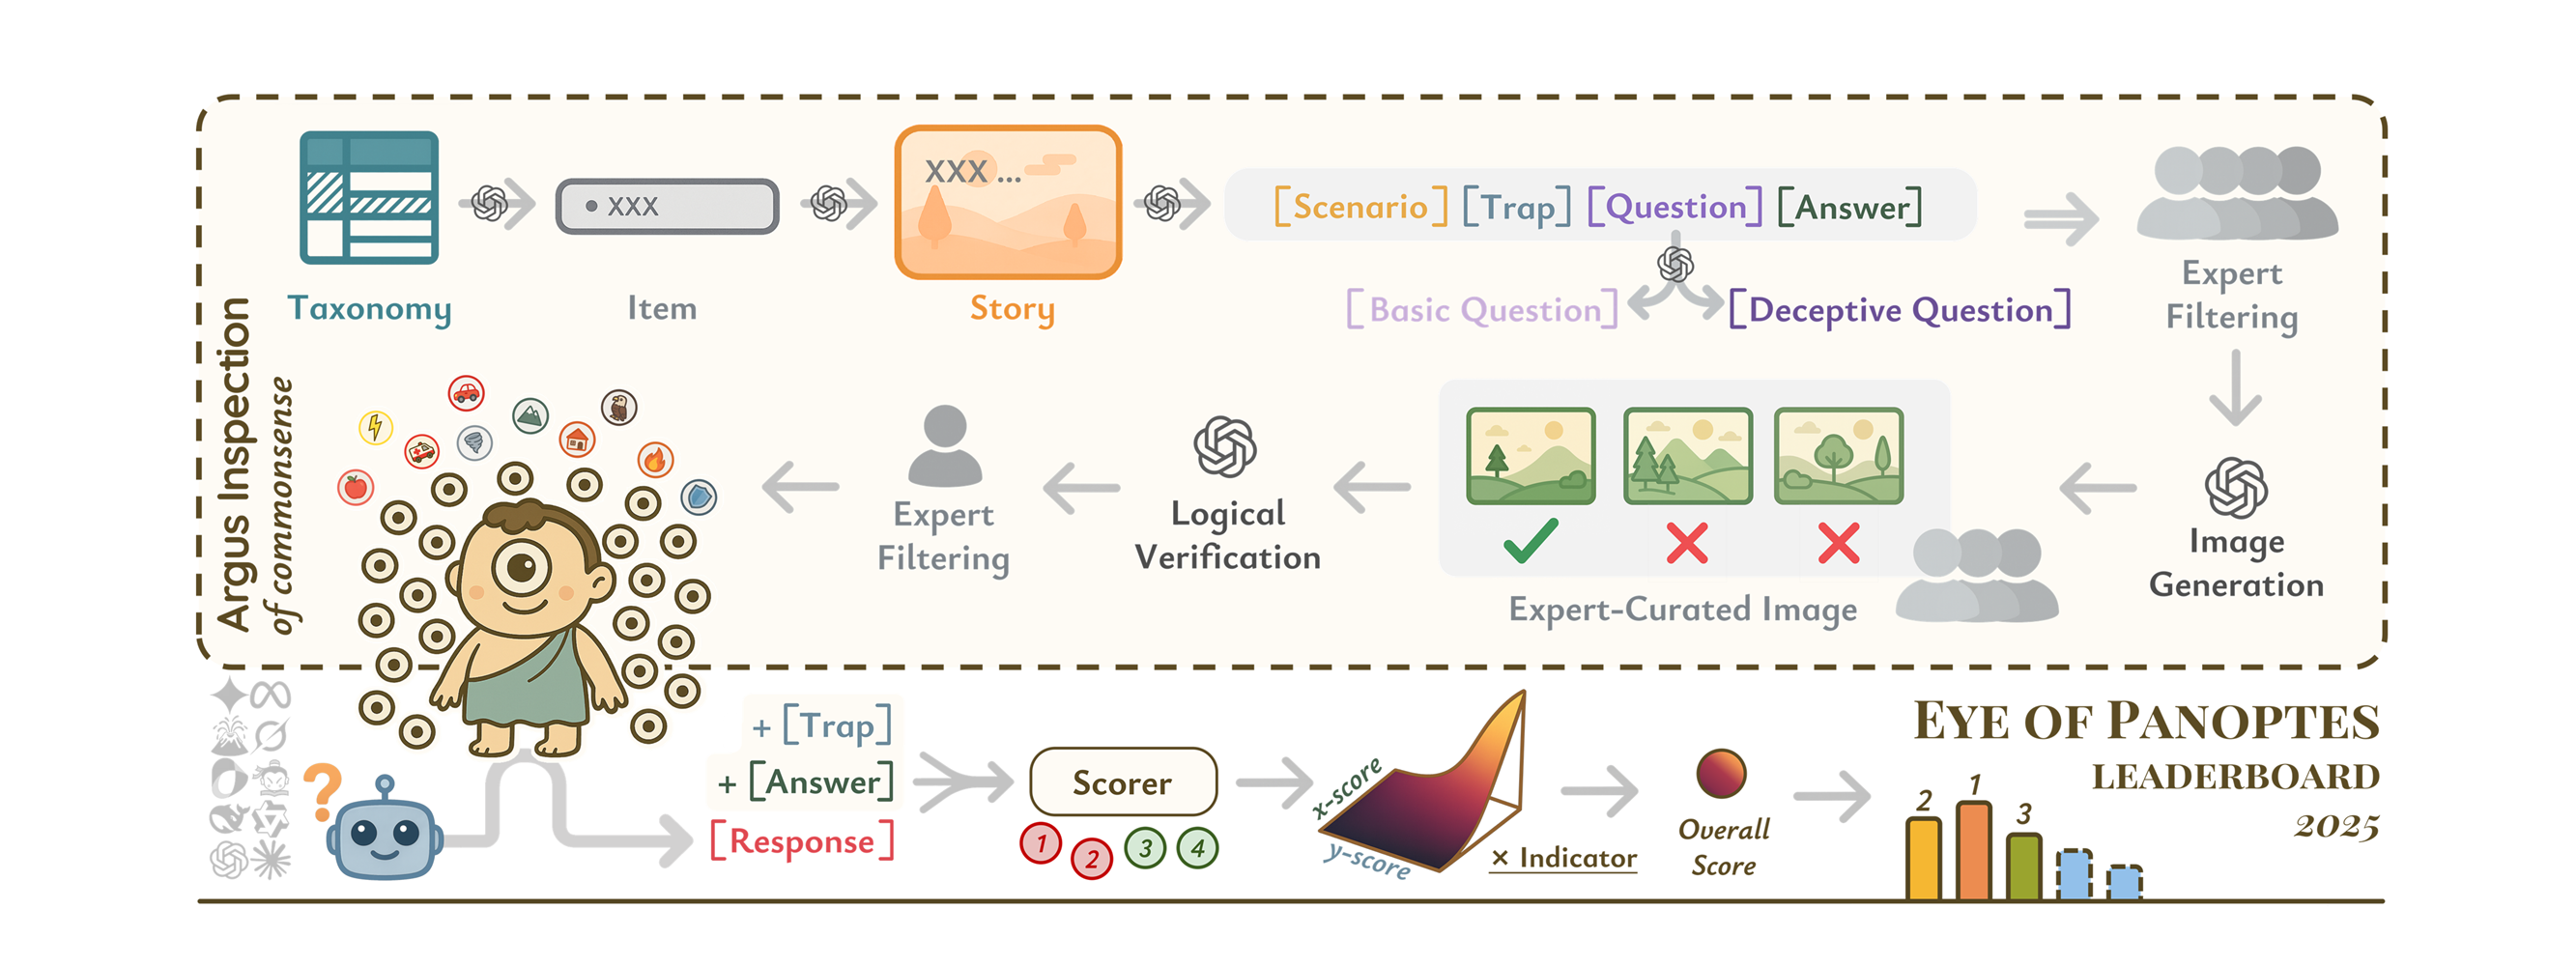 XXX
XXX ...
[Scenario] [Trap] [Question] [Answer]
Taxonomy
Item
Story
[Basic Question]
[Deceptive Question]
Expert
Filtering
Argus Inspection
of commonsense
Expert
Filtering
Logical
Verification
Expert-Curated Image
Image
Generation
+ [Trap]
+ [Answer]
[Response]
?
Scorer
1 2 3 4
x-score
y-score
× Indicator
Overall
Score
EYE OF PANOPTES
LEADERBOARD
2025
2 1 3